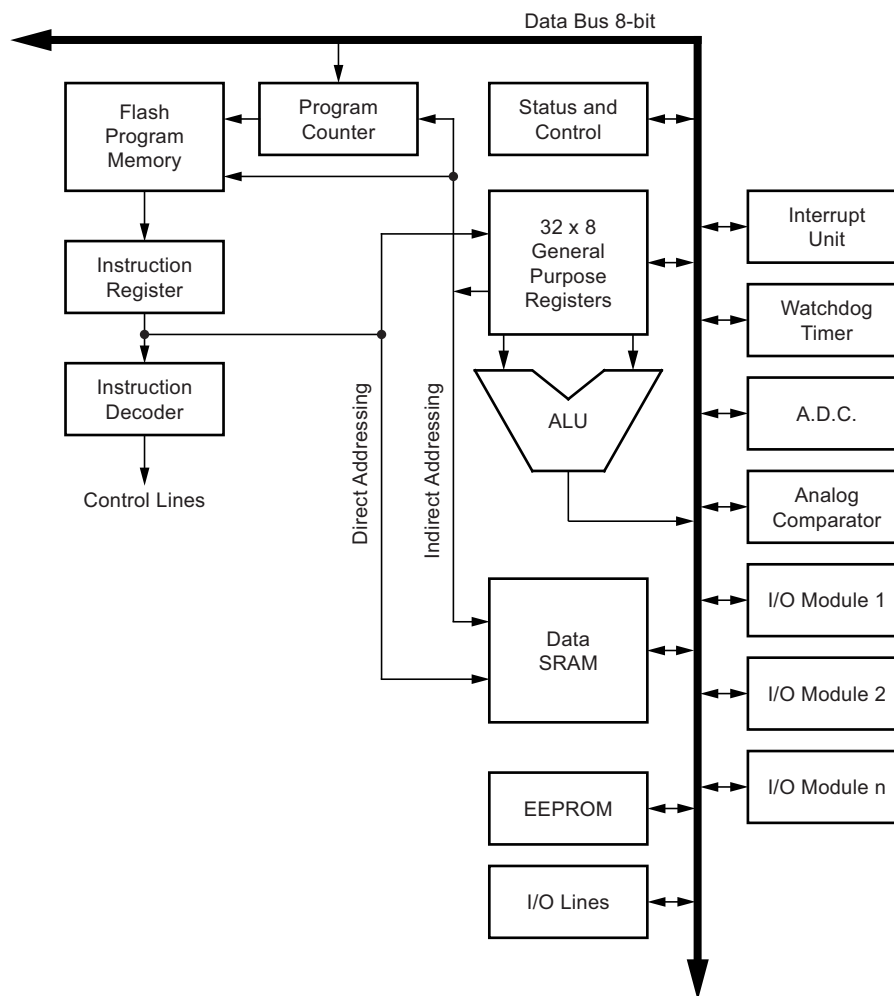 Data Bus 8-bit
Flash
Program
Memory
Program
Counter
Status and
Control
32 x 8
General
Purpose
Registers
Interrupt
Unit
Instruction
Register
Watchdog
Timer
Instruction
Decoder
Direct Addressing
Indirect Addressing
ALU
A.D.C.
Control Lines
Analog
Comparator
I/O Module 1
Data
SRAM
I/O Module 2
I/O Module n
EEPROM
I/O Lines